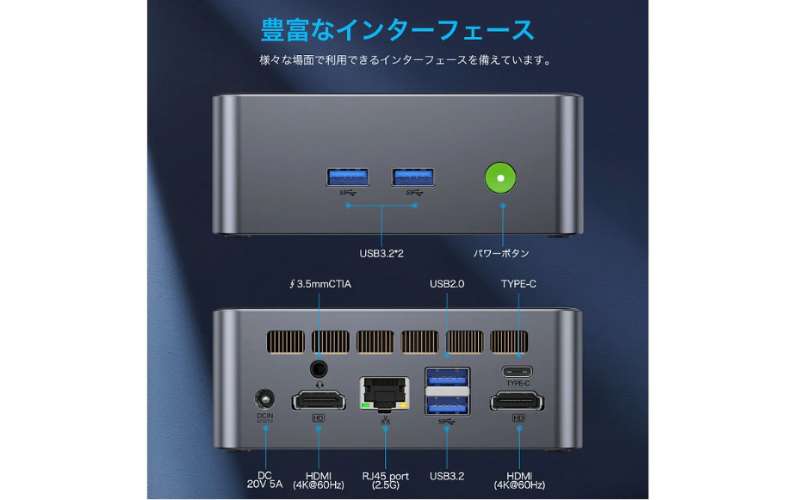 豊富なインターフェース
様々な場面で利用できるインターフェースを備えています。
USB3.2*2
パワーボタン
∮3.5mmCTIA
USB2.0
TYPE-C
TYPE-C
DCIN
HD
HD
DC
20V 5A
HDMI
(4K@60Hz)
RJ45 port
(2.5G)
USB3.2
HDMI
(4K@60Hz)